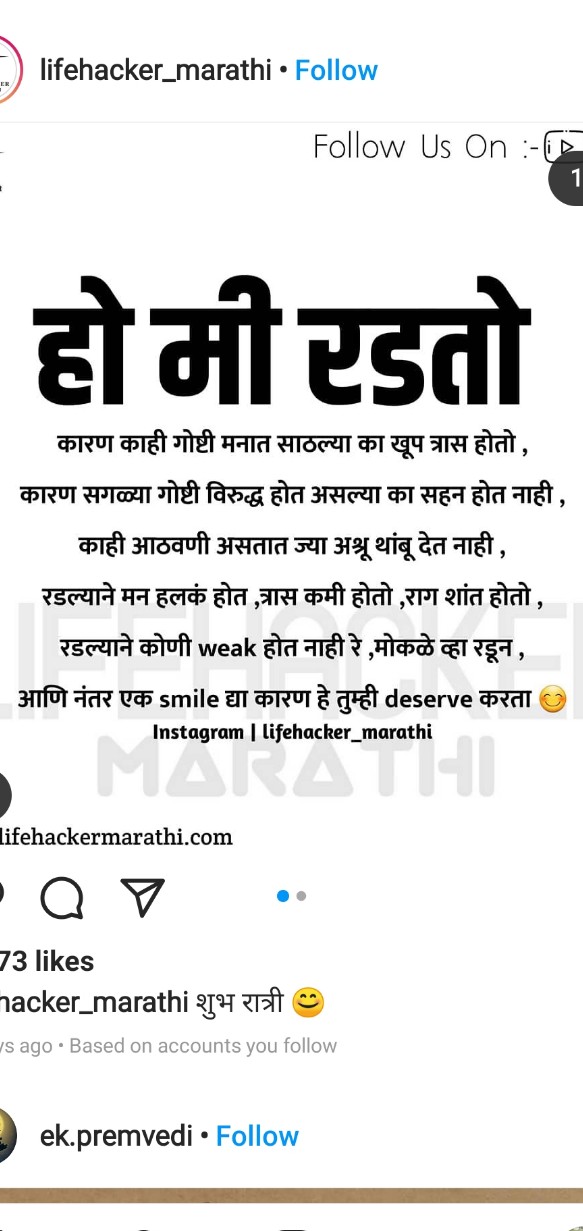 lifehacker_marathi • Follow
Follow Us On :-
1
हो मी रडतो
कारण काही गोष्टी मनात साठल्या का खूप त्रास होतो ,
कारण सगळ्या गोष्टी विरुद्ध होत असल्या का सहन होत नाही ,
काही आठवणी असतात ज्या अश्रू थांबू देत नाही ,
रडल्याने मन हलकं होत ,त्रास कमी होतो ,राग शांत होतो ,
रडल्याने कोणी weak होत नाही रे ,मोकळे व्हा रडून ,
आणि नंतर एक smile द्या कारण हे तुम्ही deserve करता 😊
Instagram | lifehacker_marathi
LIFEHACKER
MARATHI
lifehackermarathi.com
73 likes
hacker_marathi शुभ रात्री 😊
ys ago • Based on accounts you follow
ek.premvedi • Follow